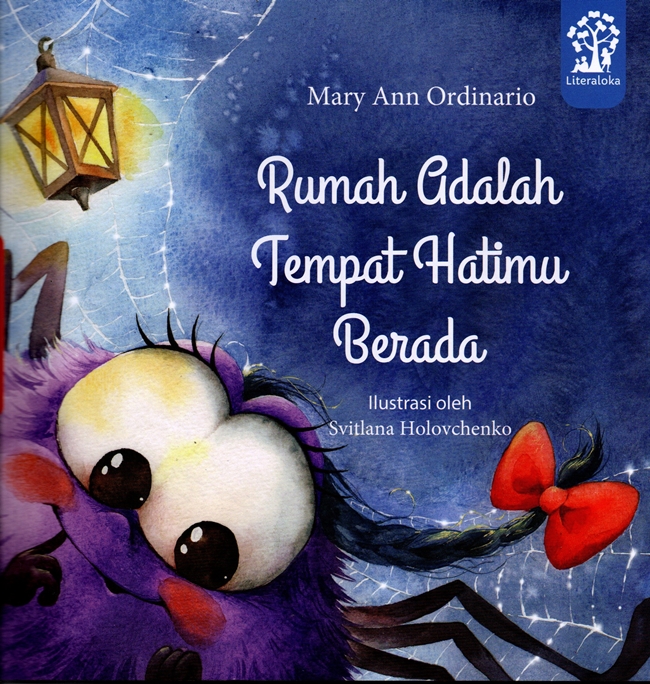 Literaloka
Mary Ann Ordinario
Rumah Adalah
Tempat Hatimu
Berada
Ilustrasi oleh
Svitlana Holovchenko